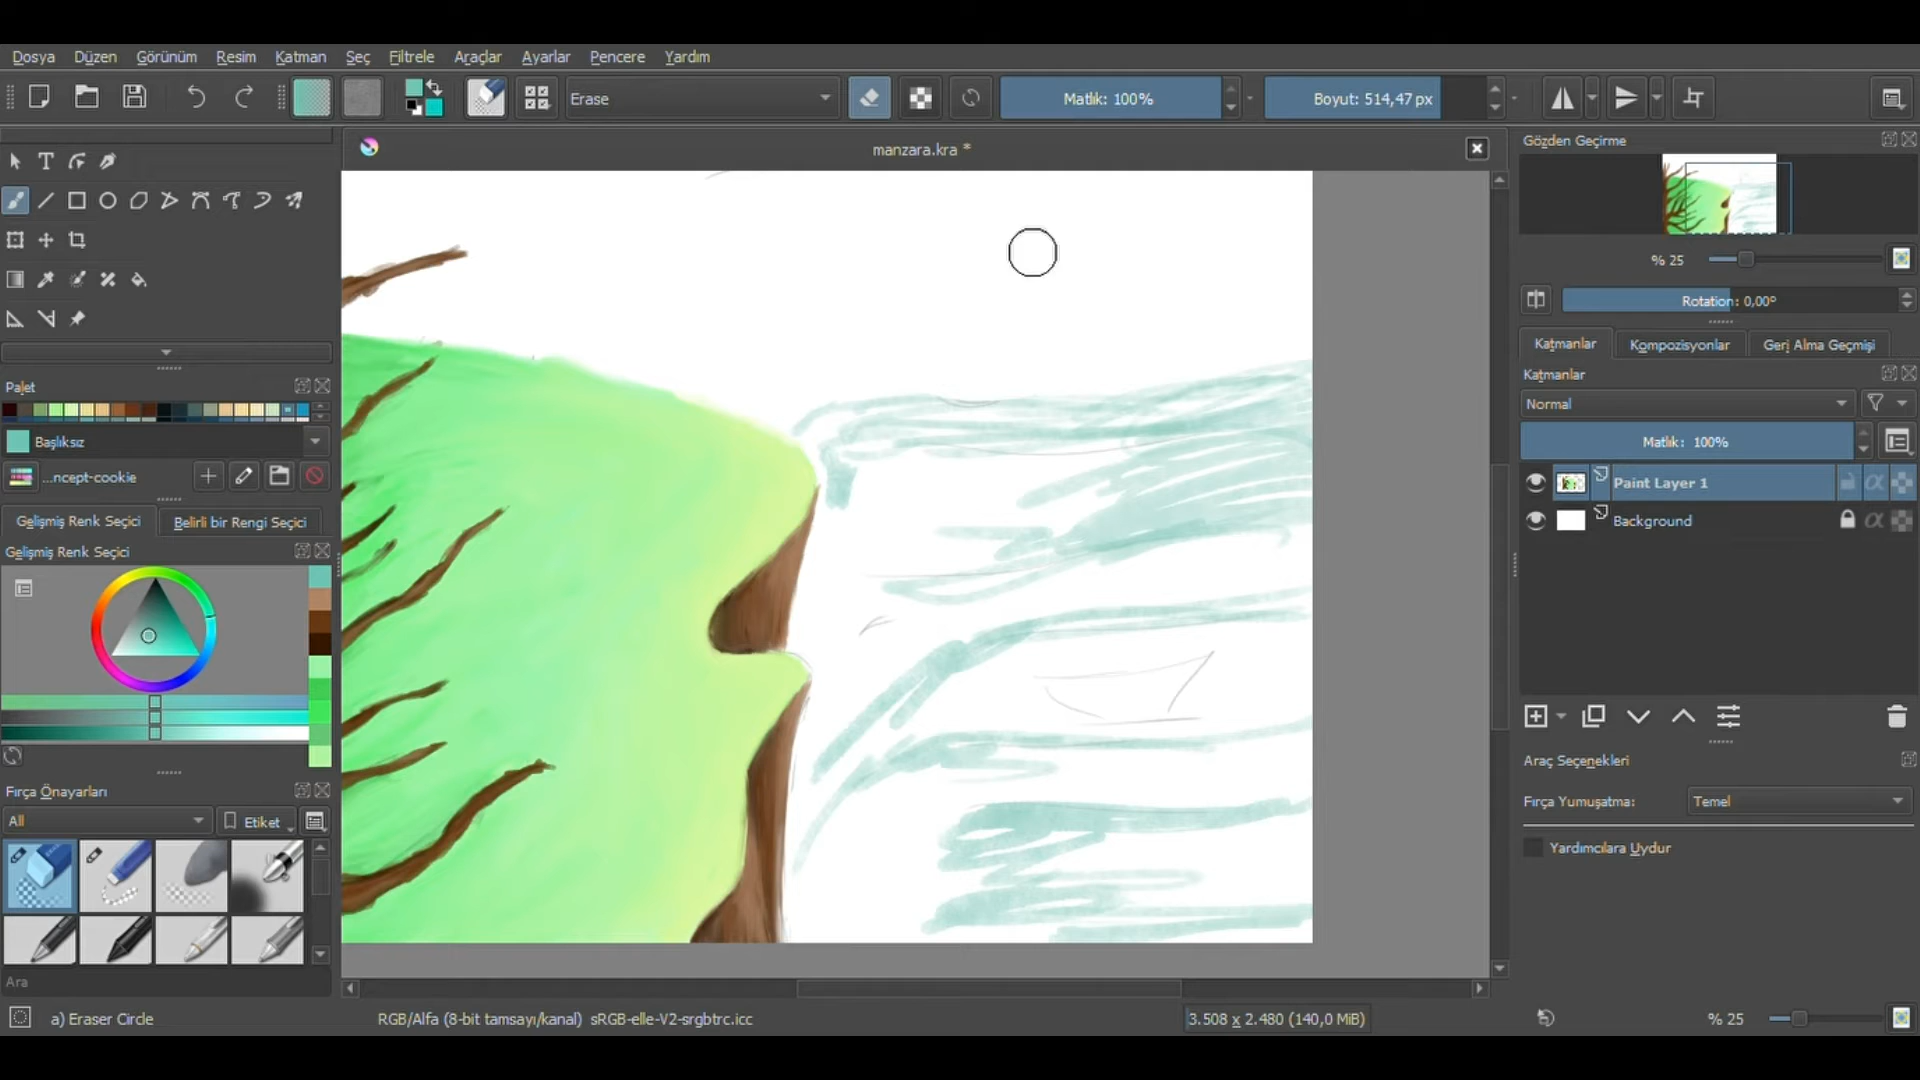 Dosya Düzen Görünüm Resim Katman Seç Filtrele Araçlar Ayarlar Pencere Yardım
Erase Matlık: 100% Boyut: 514,47 px
manzara.kra *
Gözden Geçirme
% 25
Rotation: 0,00°
Katmanlar Kompozisyonlar Geri Alma Geçmişi
Katmanlar
Normal
Matlık: 100%
Paint Layer 1
Background
Araç Seçenekleri
Fırça Yumuşatma: Temel
Yardımcılara Uydur
Palet
Başlıksız
...ncept-cookie
Gelişmiş Renk Seçici Belirli bir Rengi Seçici
Gelişmiş Renk Seçici
Fırça Önayarları
All Etiket
Ara
a) Eraser Circle RGB/Alfa (8-bit tamsayı/kanal) sRGB-elle-V2-srgbtrc.icc 3.508 x 2.480 (140,0 MiB) % 25